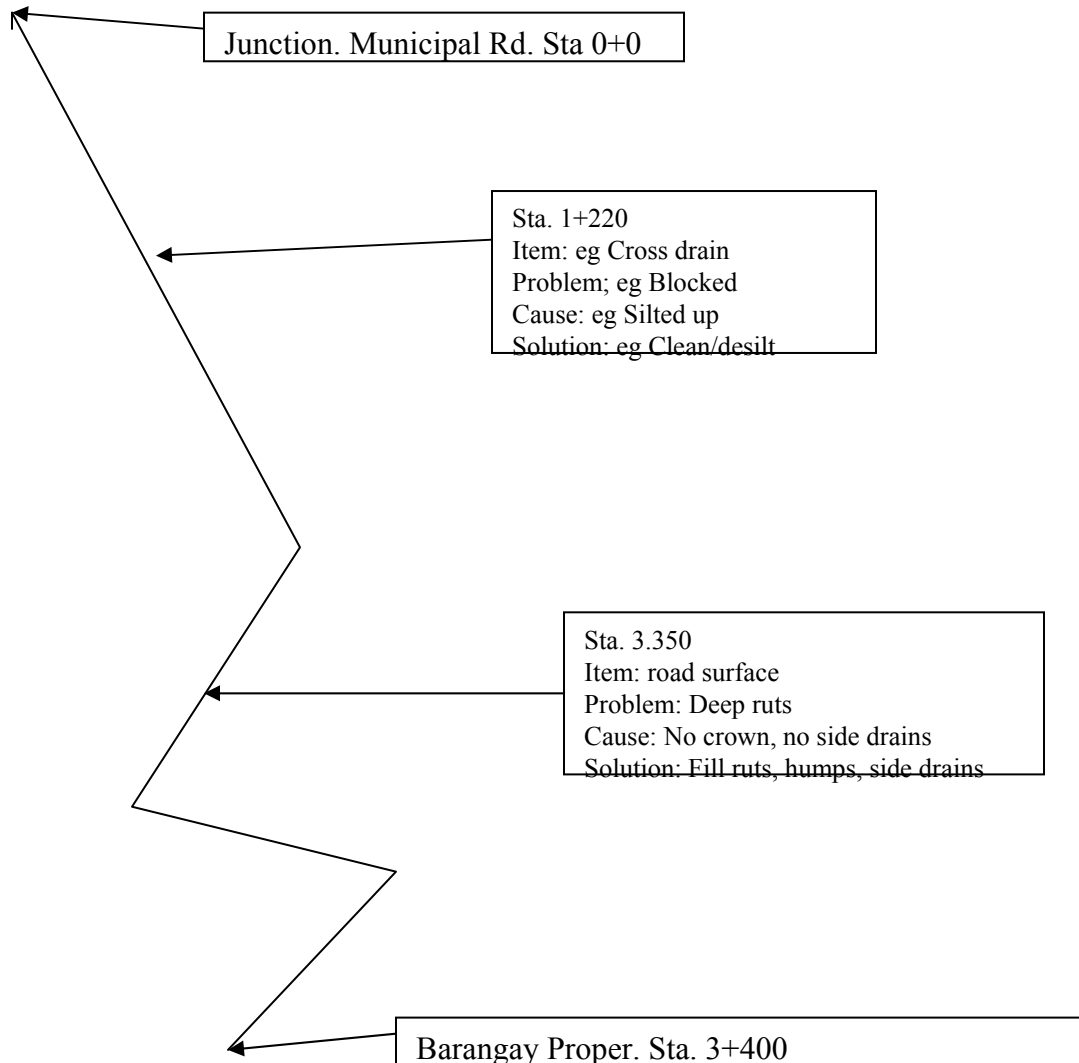 Junction. Municipal Rd. Sta 0+0
Sta. 1+220
Item: eg Cross drain
Problem; eg Blocked
Cause: eg Silted up
Solution: eg Clean/desilt
Sta. 3.350
Item: road surface
Problem: Deep ruts
Cause: No crown, no side drains
Solution: Fill ruts, humps, side drains
Barangay Proper. Sta. 3+400